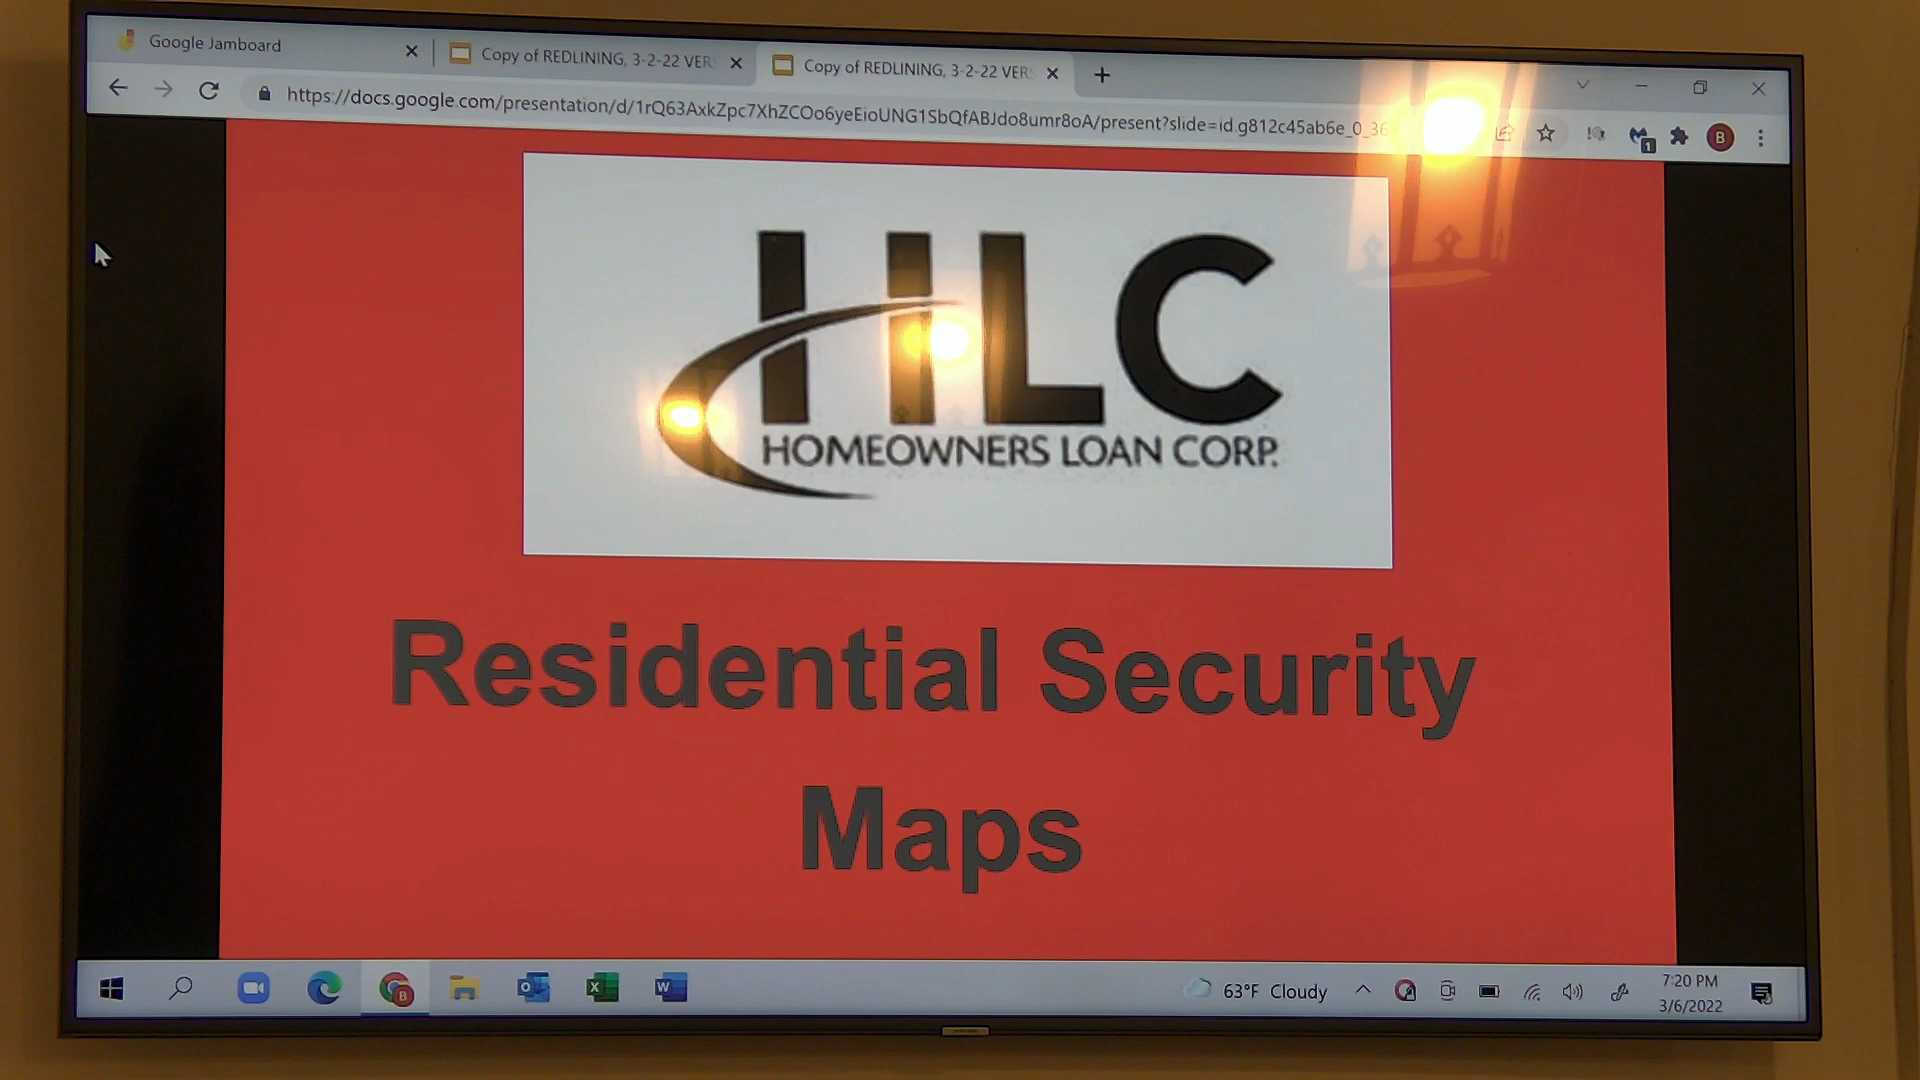 Google Jamboard
Copy of REDLINING, 3-2-22 VER
Copy of REDLINING, 3-2-22 VER
https://docs.google.com/presentation/d/1rQ63AxkZpc7XhZCOo6yeEioUNG1SbQfABJdo8umr8oA/present?slide=id.g812c45ab6e_0_36
1
B
HLC
HOMEOWNERS LOAN CORP.
Residential Security
Maps
63°F Cloudy
7:20 PM
3/6/2022